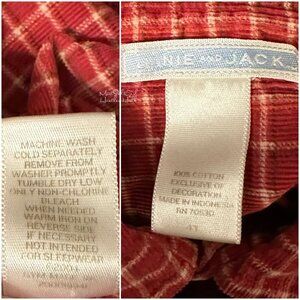 MACHINE WASH
COLD SEPARATELY
REMOVE FROM
WASHER PROMPTLY
TUMBLE DRY LOW
ONLY NON-CHLORINE
BLEACH
WHEN NEEDED
WARM IRON ON
REVERSE SIDE
IF NECESSARY
NOT INTENDED
FOR SLEEPWEAR
NIE AND JACK
100% COTTON
EXCLUSIVE OF
DECORATION
MADE IN INDONESIA
RN 70530
4T